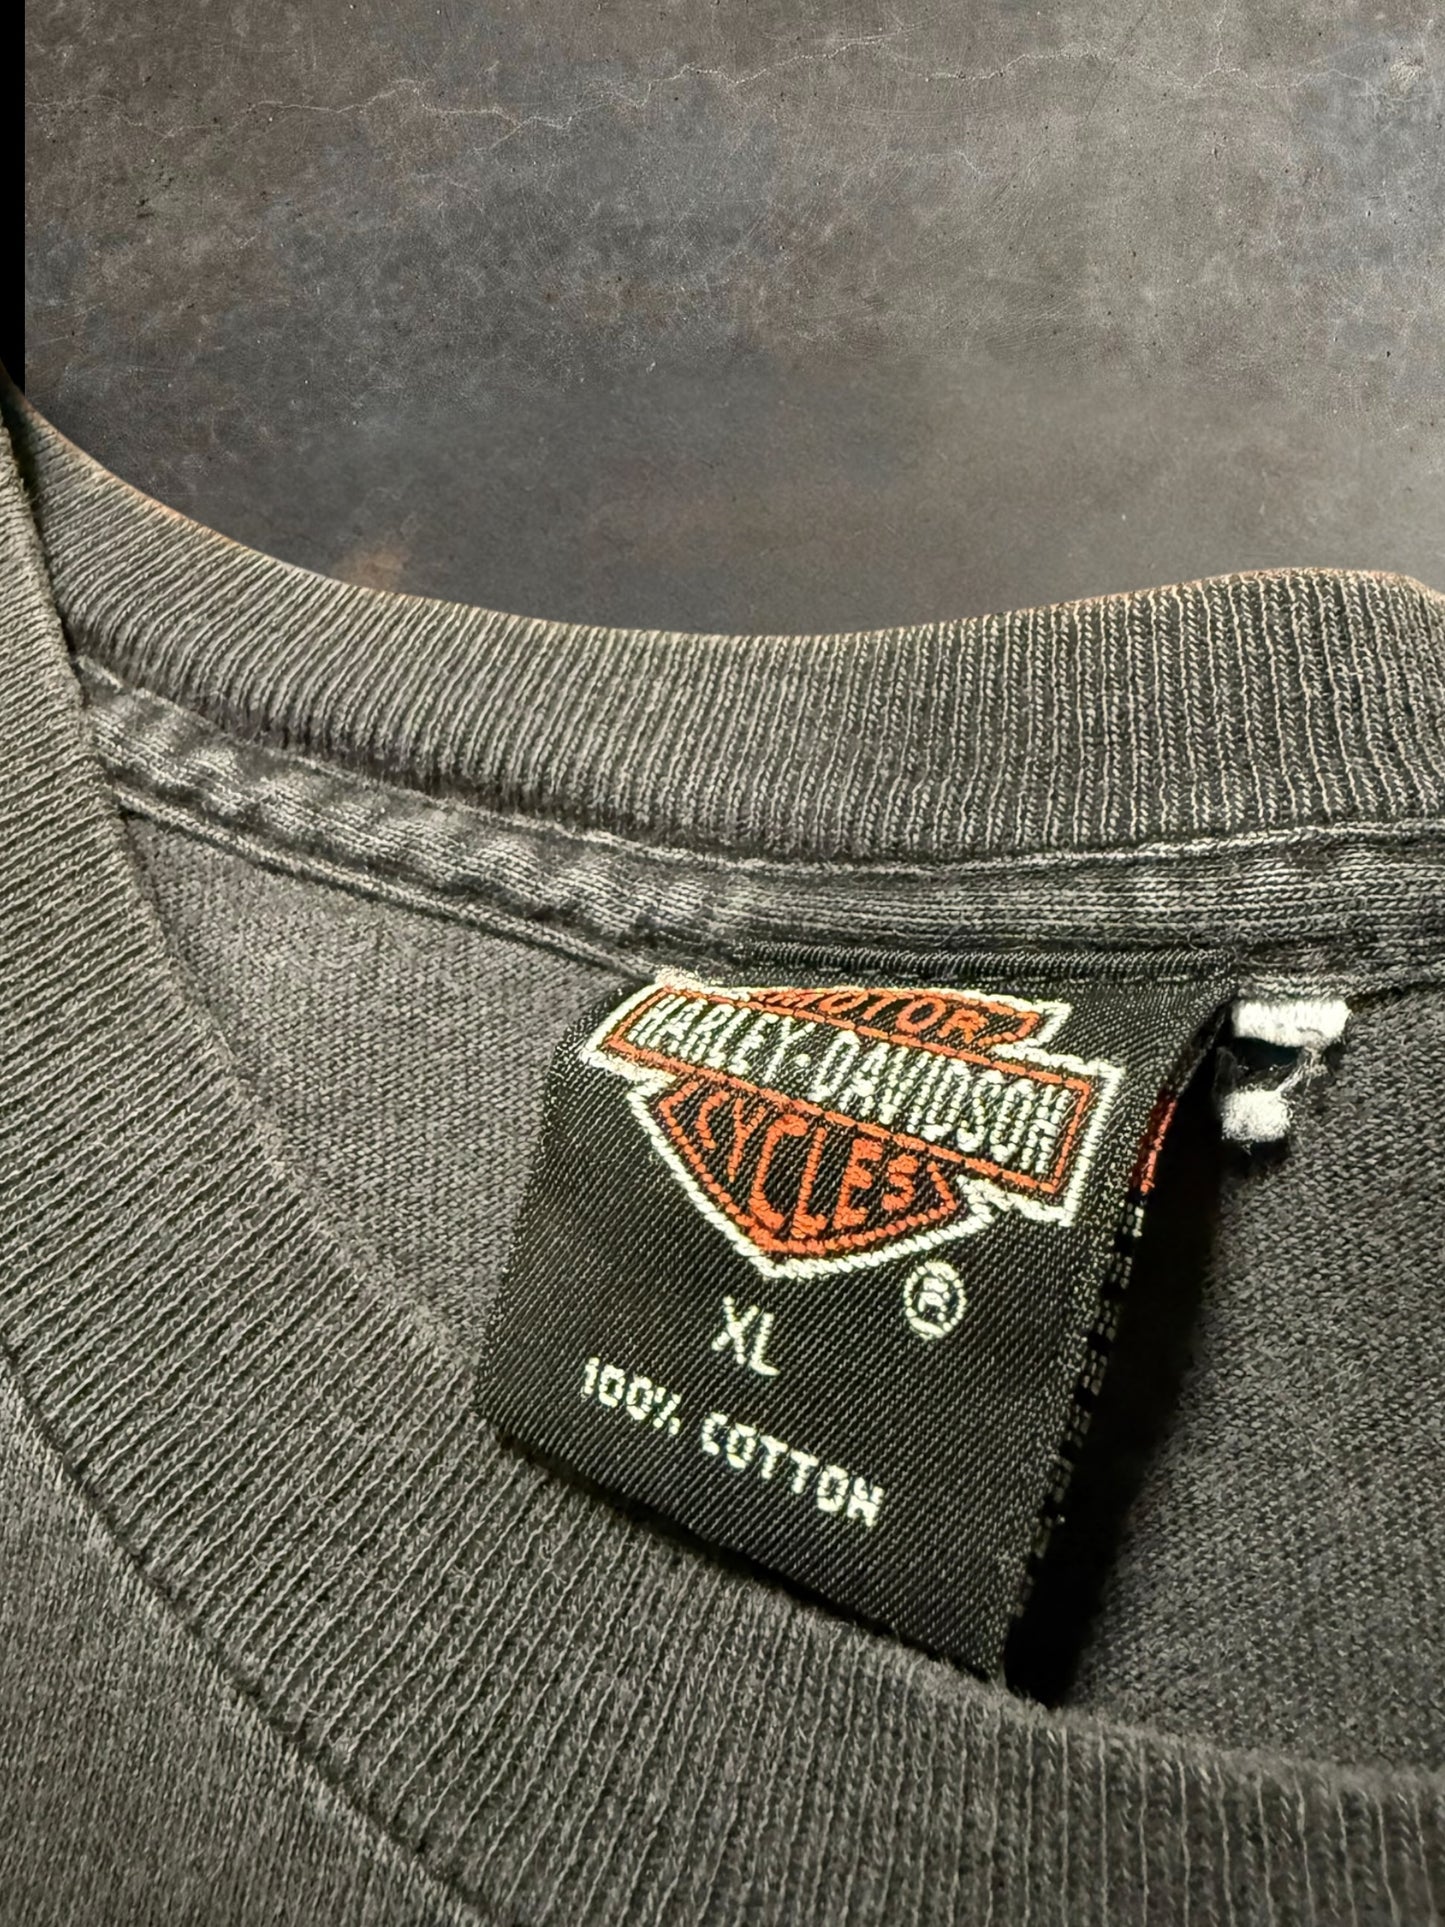 MOTOR
HARLEY-DAVIDSON
CYCLES
®
XL
100% COTTON